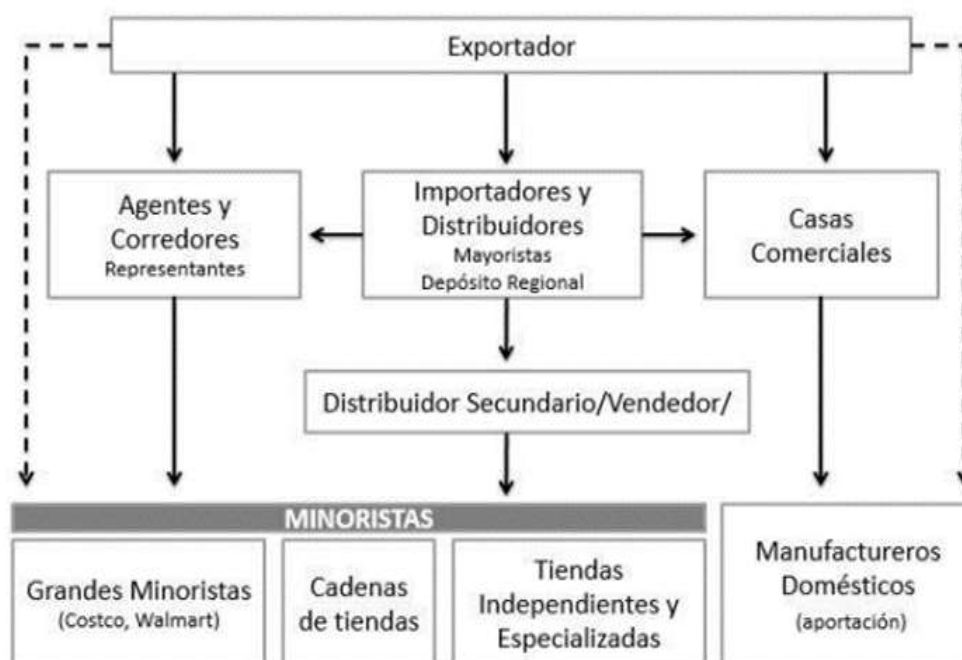 Exportador
Agentes y
Corredores
Representantes
Importadores y
Distribuidores
Mayoristas
Depósito Regional
Casas
Comerciales
Distribuidor Secundario/Vendedor/
MINORISTAS
Grandes Minoristas
(Costco, Walmart)
Cadenas
de tiendas
Tiendas
Independientes y
Especializadas
Manufactureros
Domésticos
(aportación)